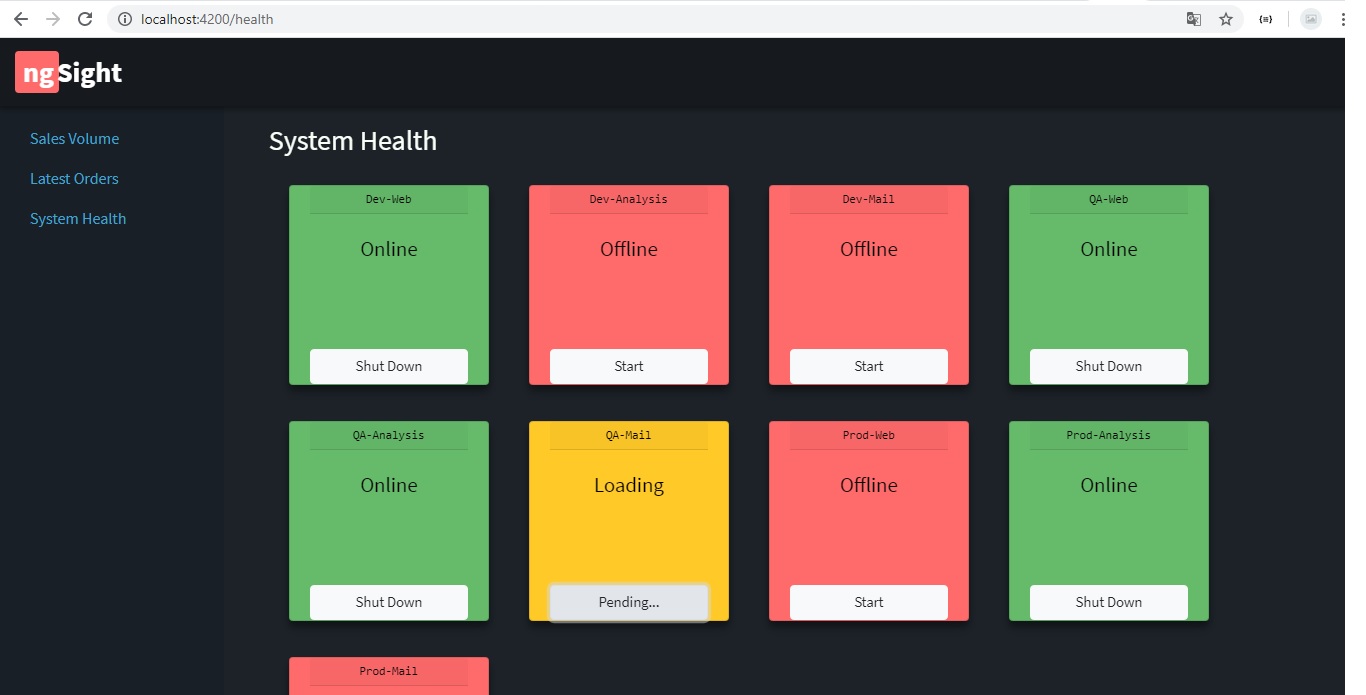 localhost:4200/health
ngSight
Sales Volume
Latest Orders
System Health
System Health
Dev-Web
Online
Shut Down
Dev-Analysis
Offline
Start
Dev-Mail
Offline
Start
QA-Web
Online
Shut Down
QA-Analysis
Online
Shut Down
QA-Mail
Loading
Pending...
Prod-Web
Offline
Start
Prod-Analysis
Online
Shut Down
Prod-Mail